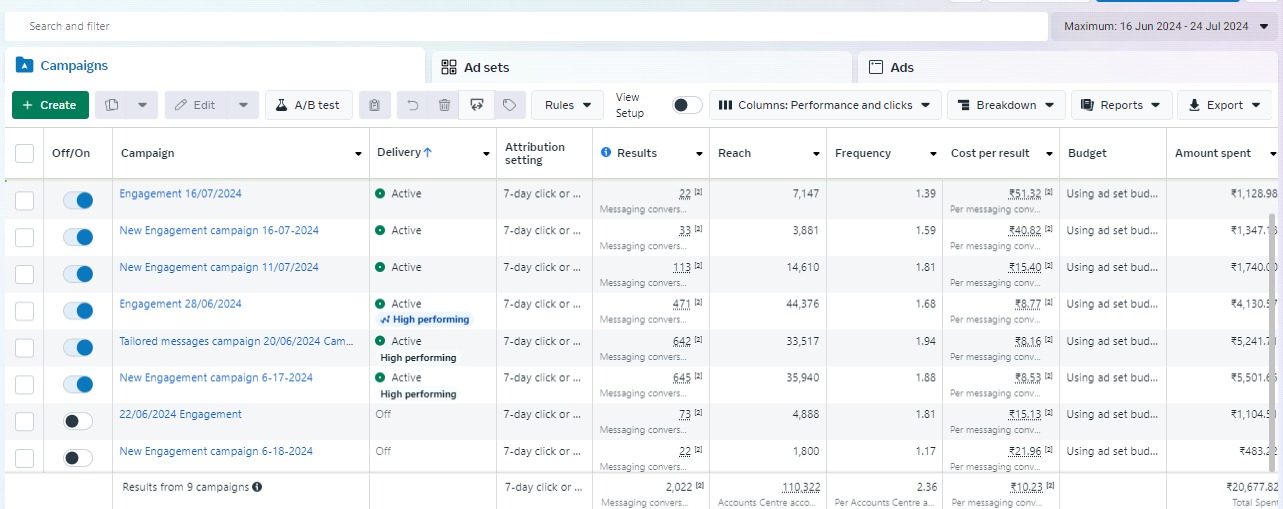 Search and filter
Maximum: 16 Jun 2024 - 24 Jul 2024
Campaigns
Ad sets
Ads
+ Create
Edit
A/B test
Rules
View Setup
Columns: Performance and clicks
Breakdown
Reports
Export
Off/On Campaign Delivery ↑ Attribution setting Results Reach Frequency Cost per result Budget Amount spent
Engagement 16/07/2024 Active 7-day click or ... 22 [2] 7,147 1.39 ₹51.32 [2] Using ad set bud... ₹1,128.98
Messaging convers... Per messaging conv...
New Engagement campaign 16-07-2024 Active 7-day click or ... 33 [2] 3,881 1.59 ₹40.82 [2] Using ad set bud... ₹1,347.
Messaging convers... Per messaging conv...
New Engagement campaign 11/07/2024 Active 7-day click or ... 113 [2] 14,610 1.81 ₹15.40 [2] Using ad set bud... ₹1,740.
Messaging convers... Per messaging conv...
Engagement 28/06/2024 Active 7-day click or ... 471 [2] 44,376 1.68 ₹8.77 [2] Using ad set bud... ₹4,130.
High performing Messaging convers... Per messaging conv...
Tailored messages campaign 20/06/2024 Cam... Active 7-day click or ... 642 [2] 33,517 1.94 ₹8.16 [2] Using ad set bud... ₹5,241.
High performing Messaging convers... Per messaging conv...
New Engagement campaign 6-17-2024 Active 7-day click or ... 645 [2] 35,940 1.88 ₹8.53 [2] Using ad set bud... ₹5,501.
High performing Messaging convers... Per messaging conv...
22/06/2024 Engagement Off 7-day click or ... 73 [2] 4,888 1.81 ₹15.13 [2] Using ad set bud... ₹1,104.
Messaging convers... Per messaging conv...
New Engagement campaign 6-18-2024 Off 7-day click or ... 22 [2] 1,800 1.17 ₹21.96 [2] Using ad set bud... ₹483.
Messaging convers... Per messaging conv...
Results from 9 campaigns 7-day click or ... 2,022 [2] 110,322 2.36 ₹10.23 [2] ₹20,677.82
Messaging convers... Accounts Centre acco... Per Accounts Centre a... Per messaging conv... Total Spent